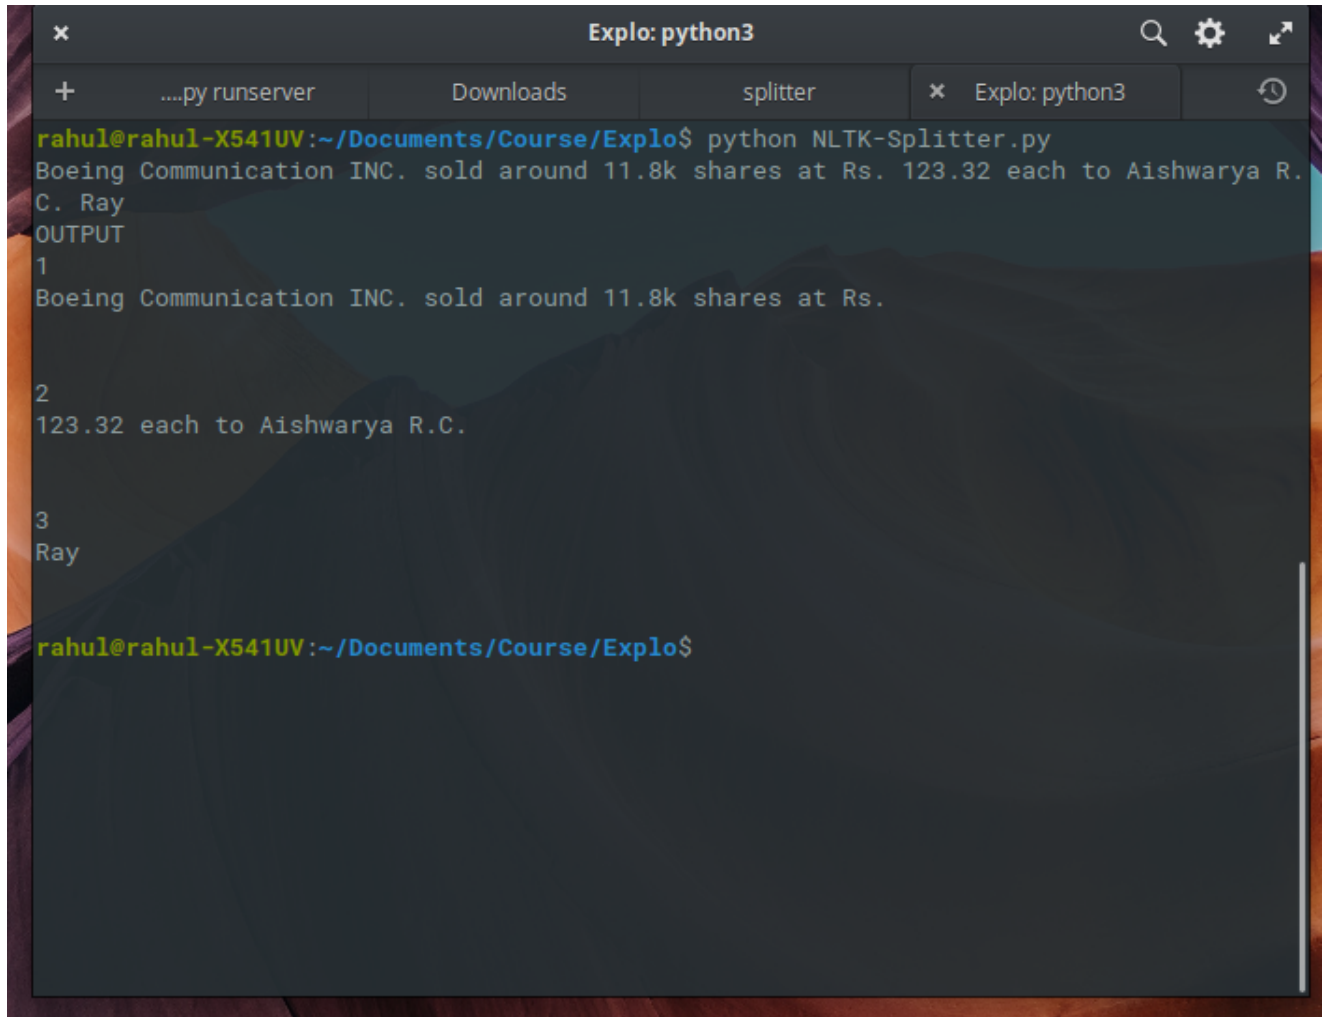 Explo: python3
....py runserver
Downloads
splitter
Explo: python3
rahul@rahul-X541UV:~/Documents/Course/Explo$ python NLTK-Splitter.py
Boeing Communication INC. sold around 11.8k shares at Rs. 123.32 each to Aishwarya R.
C. Ray
OUTPUT
1
Boeing Communication INC. sold around 11.8k shares at Rs.
2
123.32 each to Aishwarya R.C.
3
Ray
rahul@rahul-X541UV:~/Documents/Course/Explo$